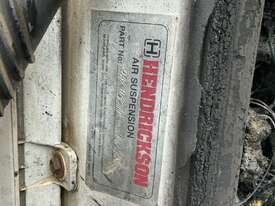 H
HENDRICKSON
AIR SUSPENSION
PART No: